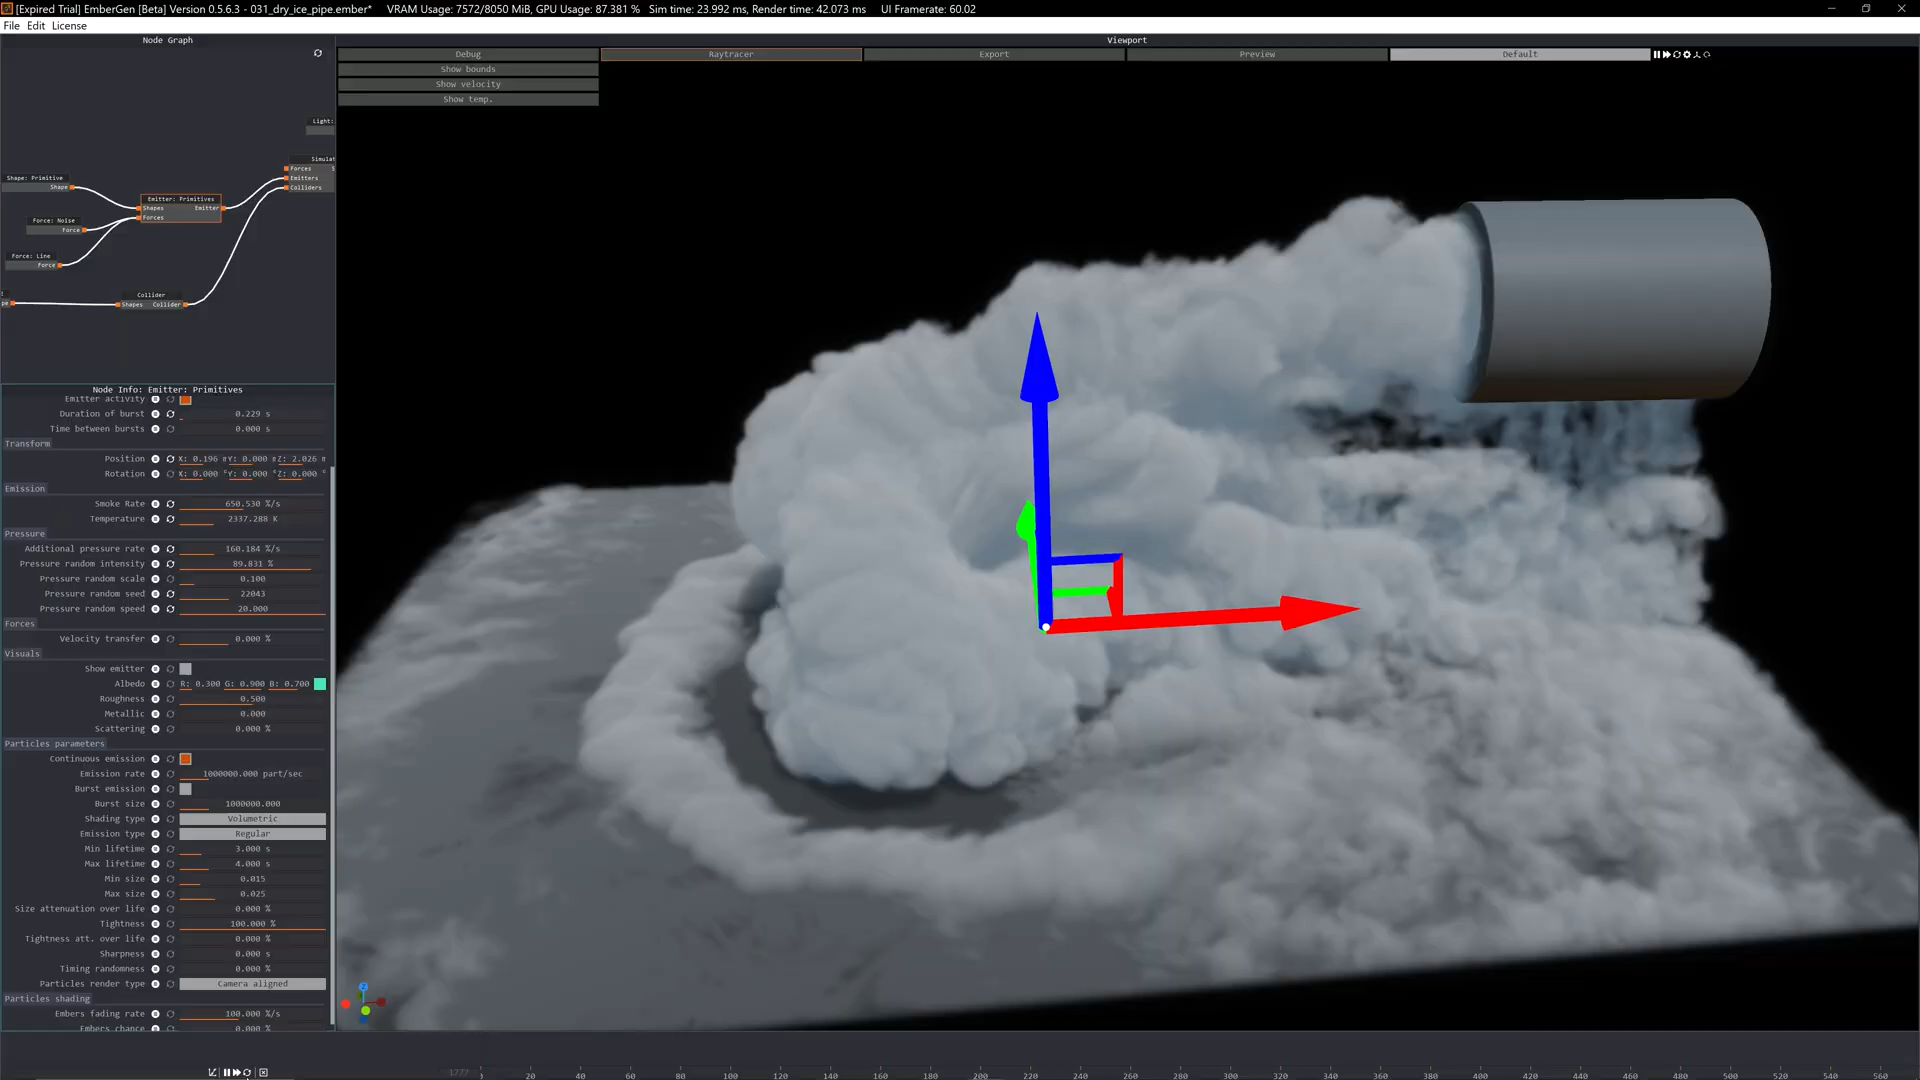 [Expired Trial] EmberGen [Beta] Version 0.5.6.3 - 031_dry_ice_pipe.ember* VRAM Usage: 7572/8050 MiB, GPU Usage: 87.381 % Sim time: 23.992 ms, Render time: 42.073 ms UI Framerate: 60.02
File Edit License
Node Graph
Viewport
Debug Raytracer Export Preview Default
Show bounds
Show velocity
Show temp.
Light:
Simulat
Forces S
Emitters
Colliders
Shape: Primitive
Shape
Emitter: Primitives
Shapes Emitter
Forces
Force: Noise
Force
Force: Line
Force
Collider
Shapes Collider
Node Info: Emitter: Primitives
Emitter activity
Duration of burst 0.229 s
Time between bursts 0.000 s
Transform
Position X: 0.196 Y: 0.000 Z: 2.026
Rotation X: 0.000 ° Y: 0.000 ° Z: 0.000 °
Emission
Smoke Rate 650.530 %/s
Temperature 2337.288 K
Pressure
Additional pressure rate 160.184 %/s
Pressure random intensity 89.831 %
Pressure random scale 0.100
Pressure random seed 22043
Pressure random speed 20.000
Forces
Velocity transfer 0.000 %
Visuals
Show emitter
Albedo R: 0.300 G: 0.900 B: 0.700
Roughness 0.500
Metallic 0.000
Scattering 0.000 %
Particles parameters
Continuous emission
Emission rate 1000000.000 part/sec
Burst emission
Burst size 1000000.000
Shading type Volumetric
Emission type Regular
Min lifetime 3.000 s
Max lifetime 4.000 s
Min size 0.015
Max size 0.025
Size attenuation over life 0.000 %
Tightness 100.000 %
Tightness att. over life 0.000 %
Sharpness 0.000 s
Timing randomness 0.000 %
Particles render type Camera aligned
Particles shading
Embers fading rate 100.000 %/s
Embers chance 0.000 %
Z
1777 20 40 60 80 100 120 140 160 180 200 220 240 260 280 300 320 340 360 380 400 420 440 460 480 500 520 540 560